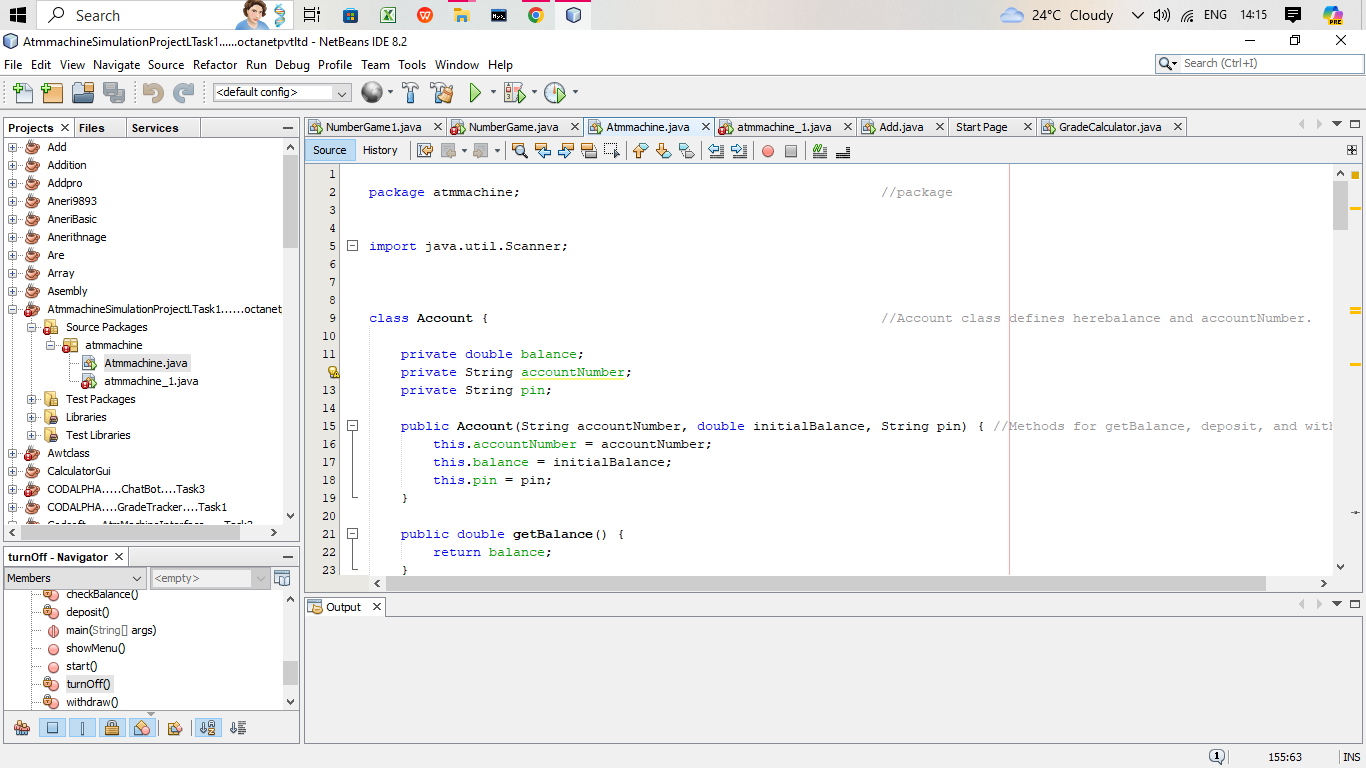 Search
24°C Cloudy
ENG
14:15
PRE
AtmmachineSimulationProjectLTask1......octanetpvtltd - NetBeans IDE 8.2
File Edit View Navigate Source Refactor Run Debug Profile Team Tools Window Help
Search (Ctrl+I)
<default config>
Projects Files Services
NumberGame1.java NumberGame.java Atmmachine.java atmmachine_1.java Add.java Start Page GradeCalculator.java
Source History
Add
Addition
Addpro
Aneri9893
AneriBasic
Anerithnage
Are
Array
Asembly
AtmmachineSimulationProjectLTask1......octanet
Source Packages
atmmachine
Atmmachine.java
atmmachine_1.java
Test Packages
Libraries
Test Libraries
Awtclass
CalculatorGui
CODALPHA.....ChatBot....Task3
CODALPHA....GradeTracker....Task1
1
2 package atmmachine; //package
3
4
5 import java.util.Scanner;
6
7
8
9 class Account { //Account class defines herebalance and accountNumber.
10
11 private double balance;
private String accountNumber;
13 private String pin;
14
15 public Account(String accountNumber, double initialBalance, String pin) { //Methods for getBalance, deposit, and with
16 this.accountNumber = accountNumber;
17 this.balance = initialBalance;
18 this.pin = pin;
19 }
20
21 public double getBalance() {
22 return balance;
23 }
turnOff - Navigator
Members <empty>
checkBalance()
deposit()
main(String[] args)
showMenu()
start()
turnOff()
withdraw()
Output
1
155:63
INS